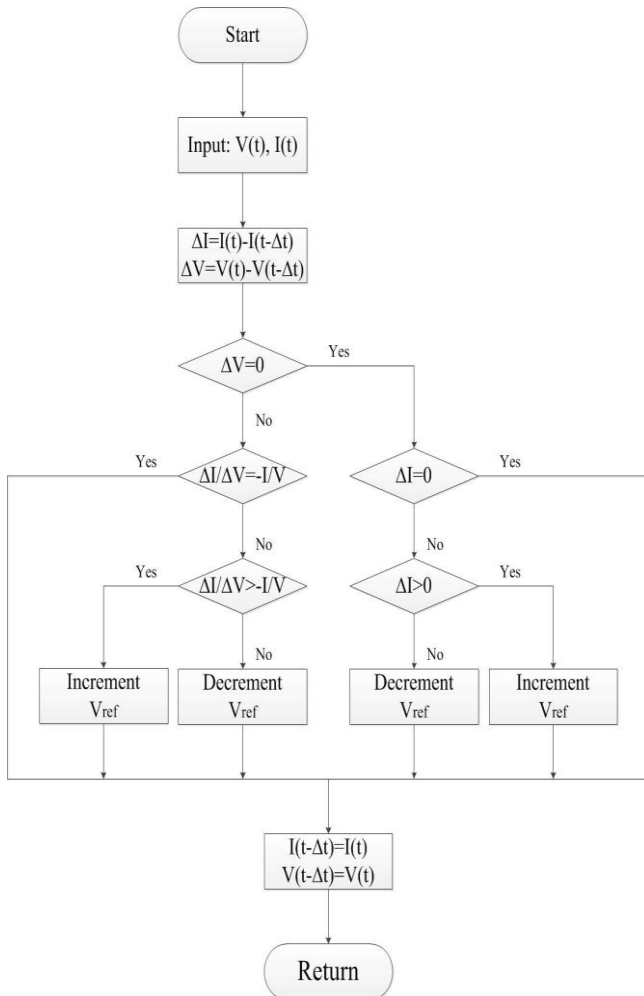 Start
Input: V(t), I(t)
ΔI=I(t)-I(t-Δt)
ΔV=V(t)-V(t-Δt)
ΔV=0
Yes
No
Yes
ΔI/ΔV=-I/V
ΔI=0
Yes
No
No
Yes
ΔI/ΔV>-I/V
ΔI>0
Yes
No
No
Increment
Vref
Decrement
Vref
Decrement
Vref
Increment
Vref
I(t-Δt)=I(t)
V(t-Δt)=V(t)
Return